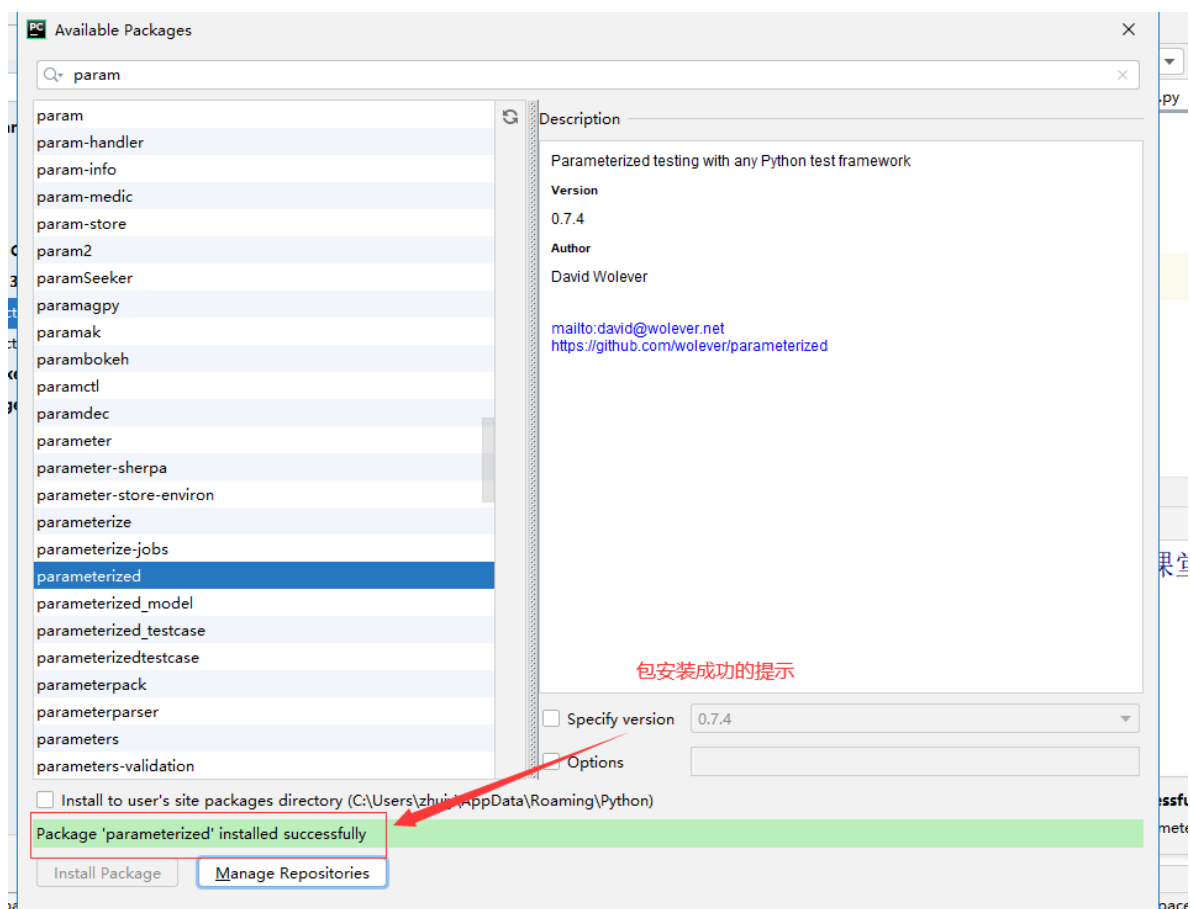 PC Available Packages
param
param
param-handler
param-info
param-medic
param-store
param2
paramSeeker
paramagpy
paramak
parambokeh
paramctl
paramdec
parameter
parameter-sherpa
parameter-store-environ
parameterize
parameterize-jobs
parameterized
parameterized_model
parameterized_testcase
parameterizedtestcase
parameterpack
parameterparser
parameters
parameters-validation
Description
Parameterized testing with any Python test framework
Version
0.7.4
Author
David Wolever
mailto:david@wolever.net
https://github.com/wolever/parameterized
包安装成功的提示
Specify version 0.7.4
Options
Install to user's site packages directory (C:\Users\zhujy\AppData\Roaming\Python)
Package 'parameterized' installed successfully
Install Package Manage Repositories
.py